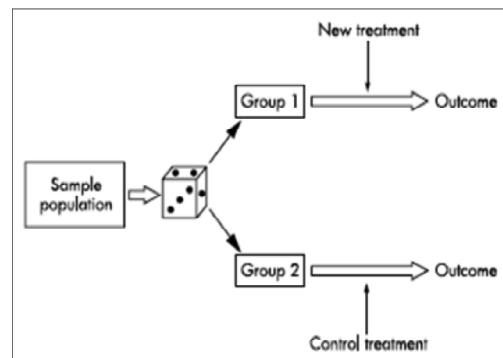 New treatment
Group 1
Outcome
Sample
population
Group 2
Outcome
Control treatment